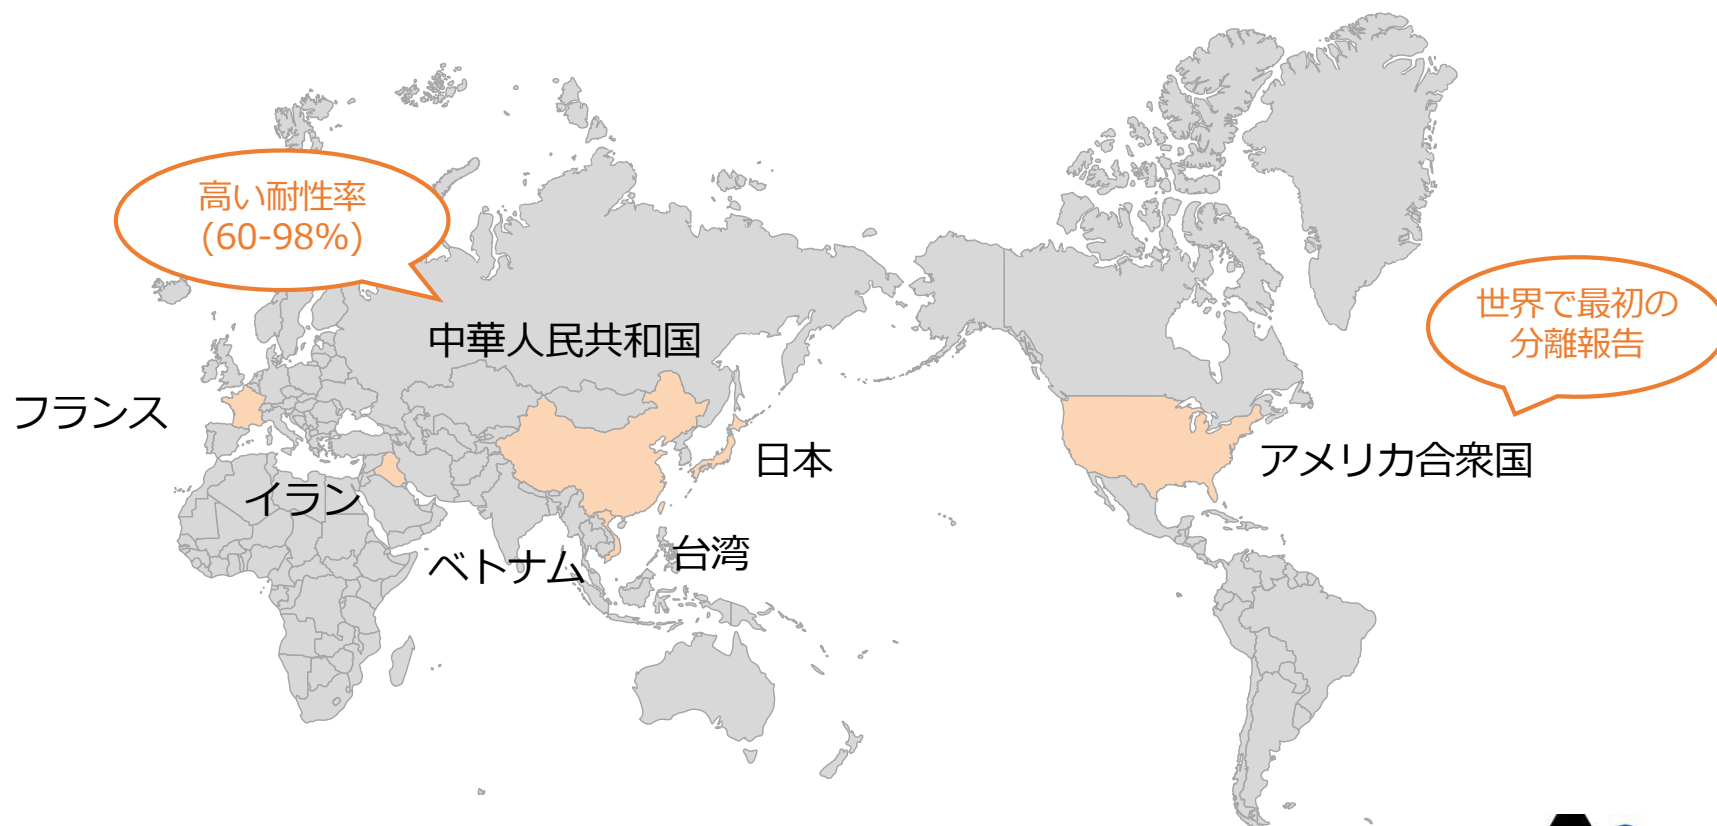 高い耐性率
(60-98%)
中華人民共和国
世界で最初の
分離報告
フランス
日本
アメリカ合衆国
イラン
ベトナム
台湾